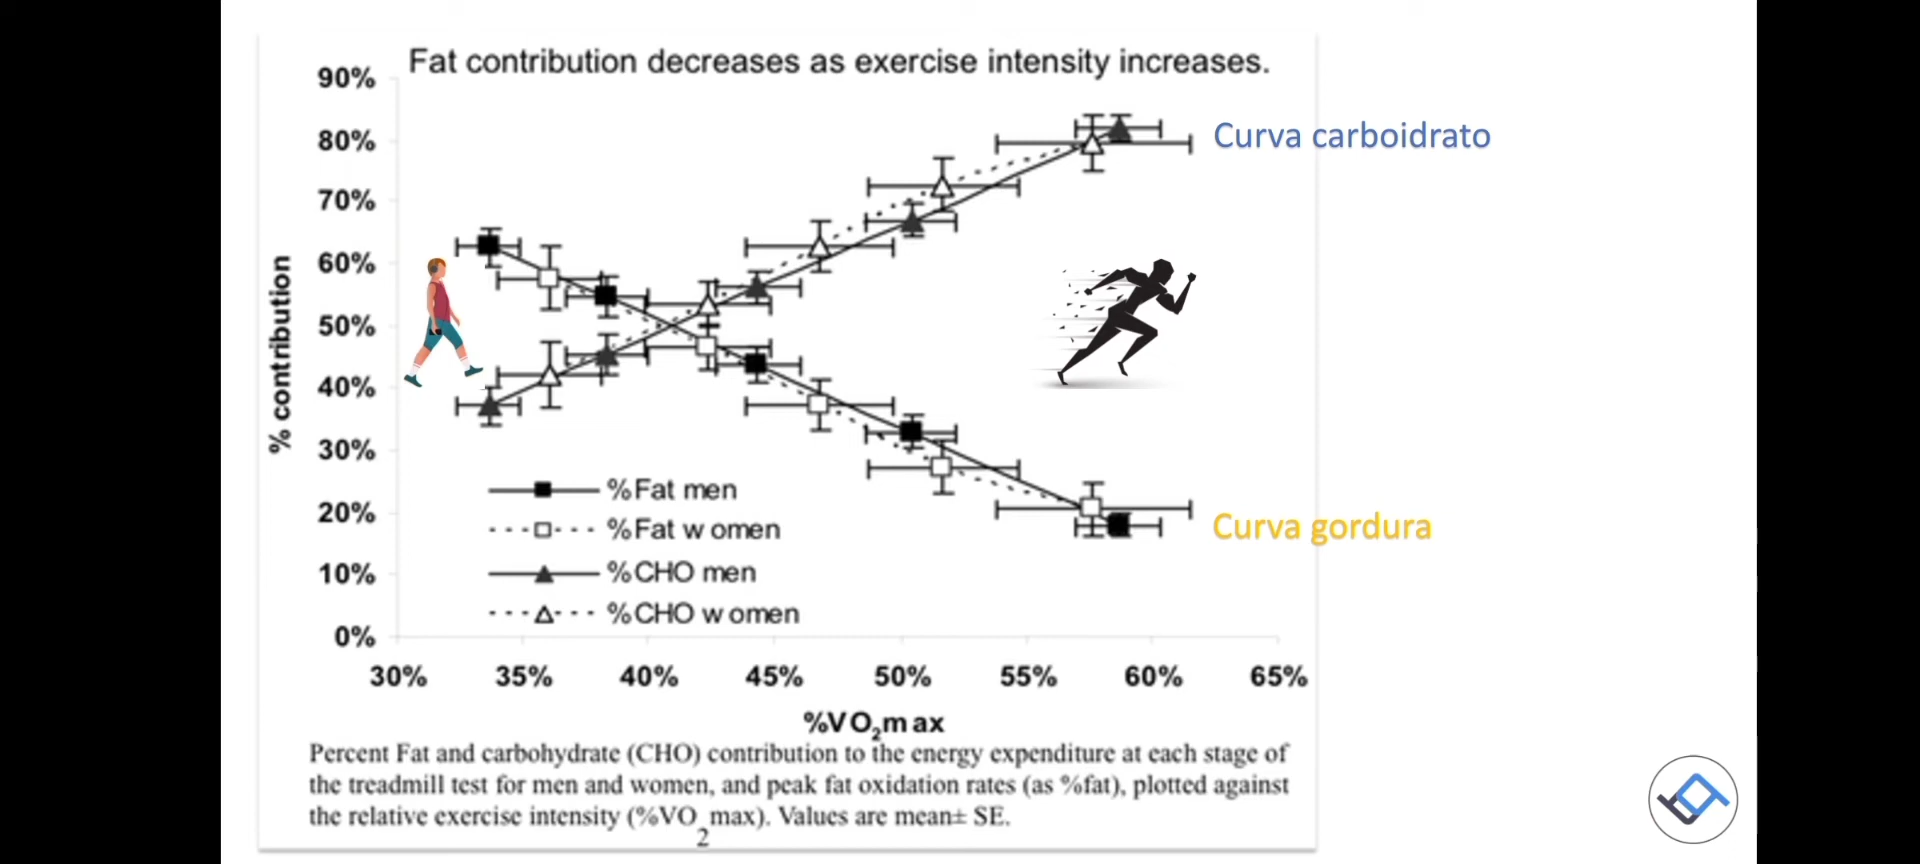 Fat contribution decreases as exercise intensity increases.
90%
80%
70%
60%
50%
40%
30%
20%
10%
0%
% contribution
Curva carboidrato
Curva gordura
%Fat men
%Fat w omen
%CHO men
%CHO w omen
30% 35% 40% 45% 50% 55% 60% 65%
%VO2m ax
Percent Fat and carbohydrate (CHO) contribution to the energy expenditure at each stage of
the treadmill test for men and women, and peak fat oxidation rates (as %fat), plotted against
the relative exercise intensity (%VO2max). Values are mean± SE.